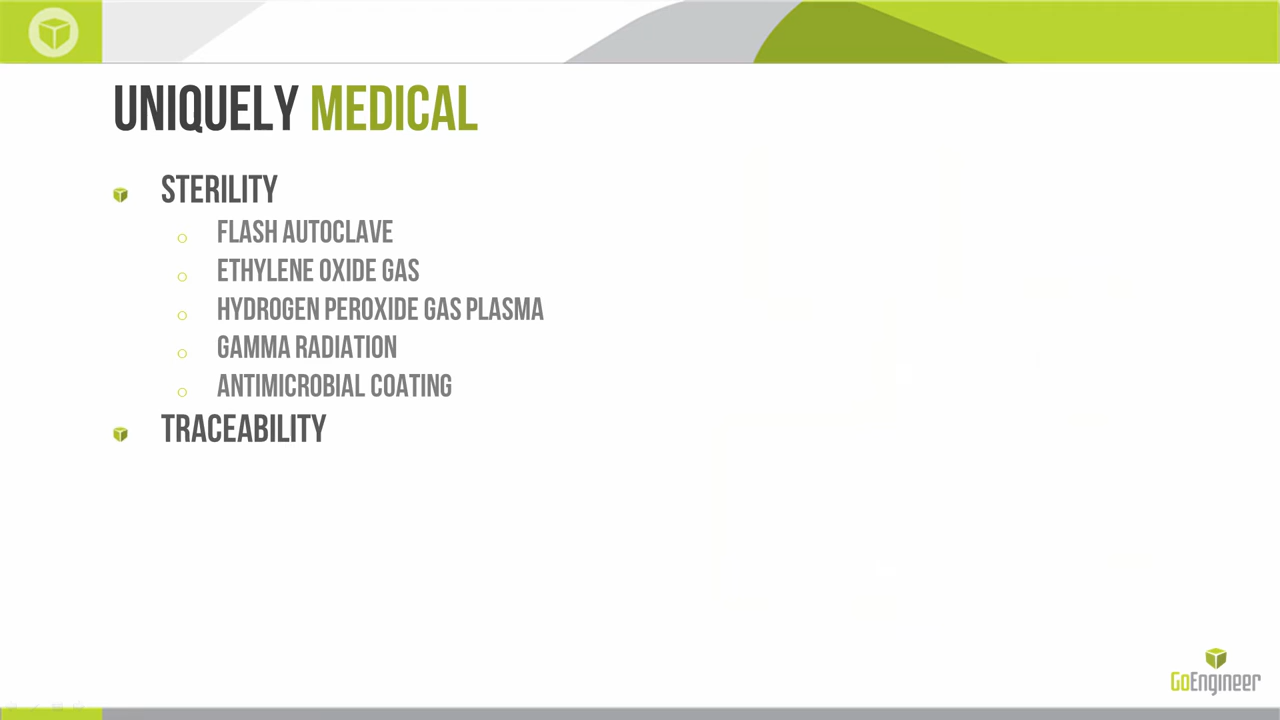 UNIQUELY MEDICAL
STERILITY
FLASH AUTOCLAVE
ETHYLENE OXIDE GAS
HYDROGEN PEROXIDE GAS PLASMA
GAMMA RADIATION
ANTIMICROBIAL COATING
TRACEABILITY
GoEngineer